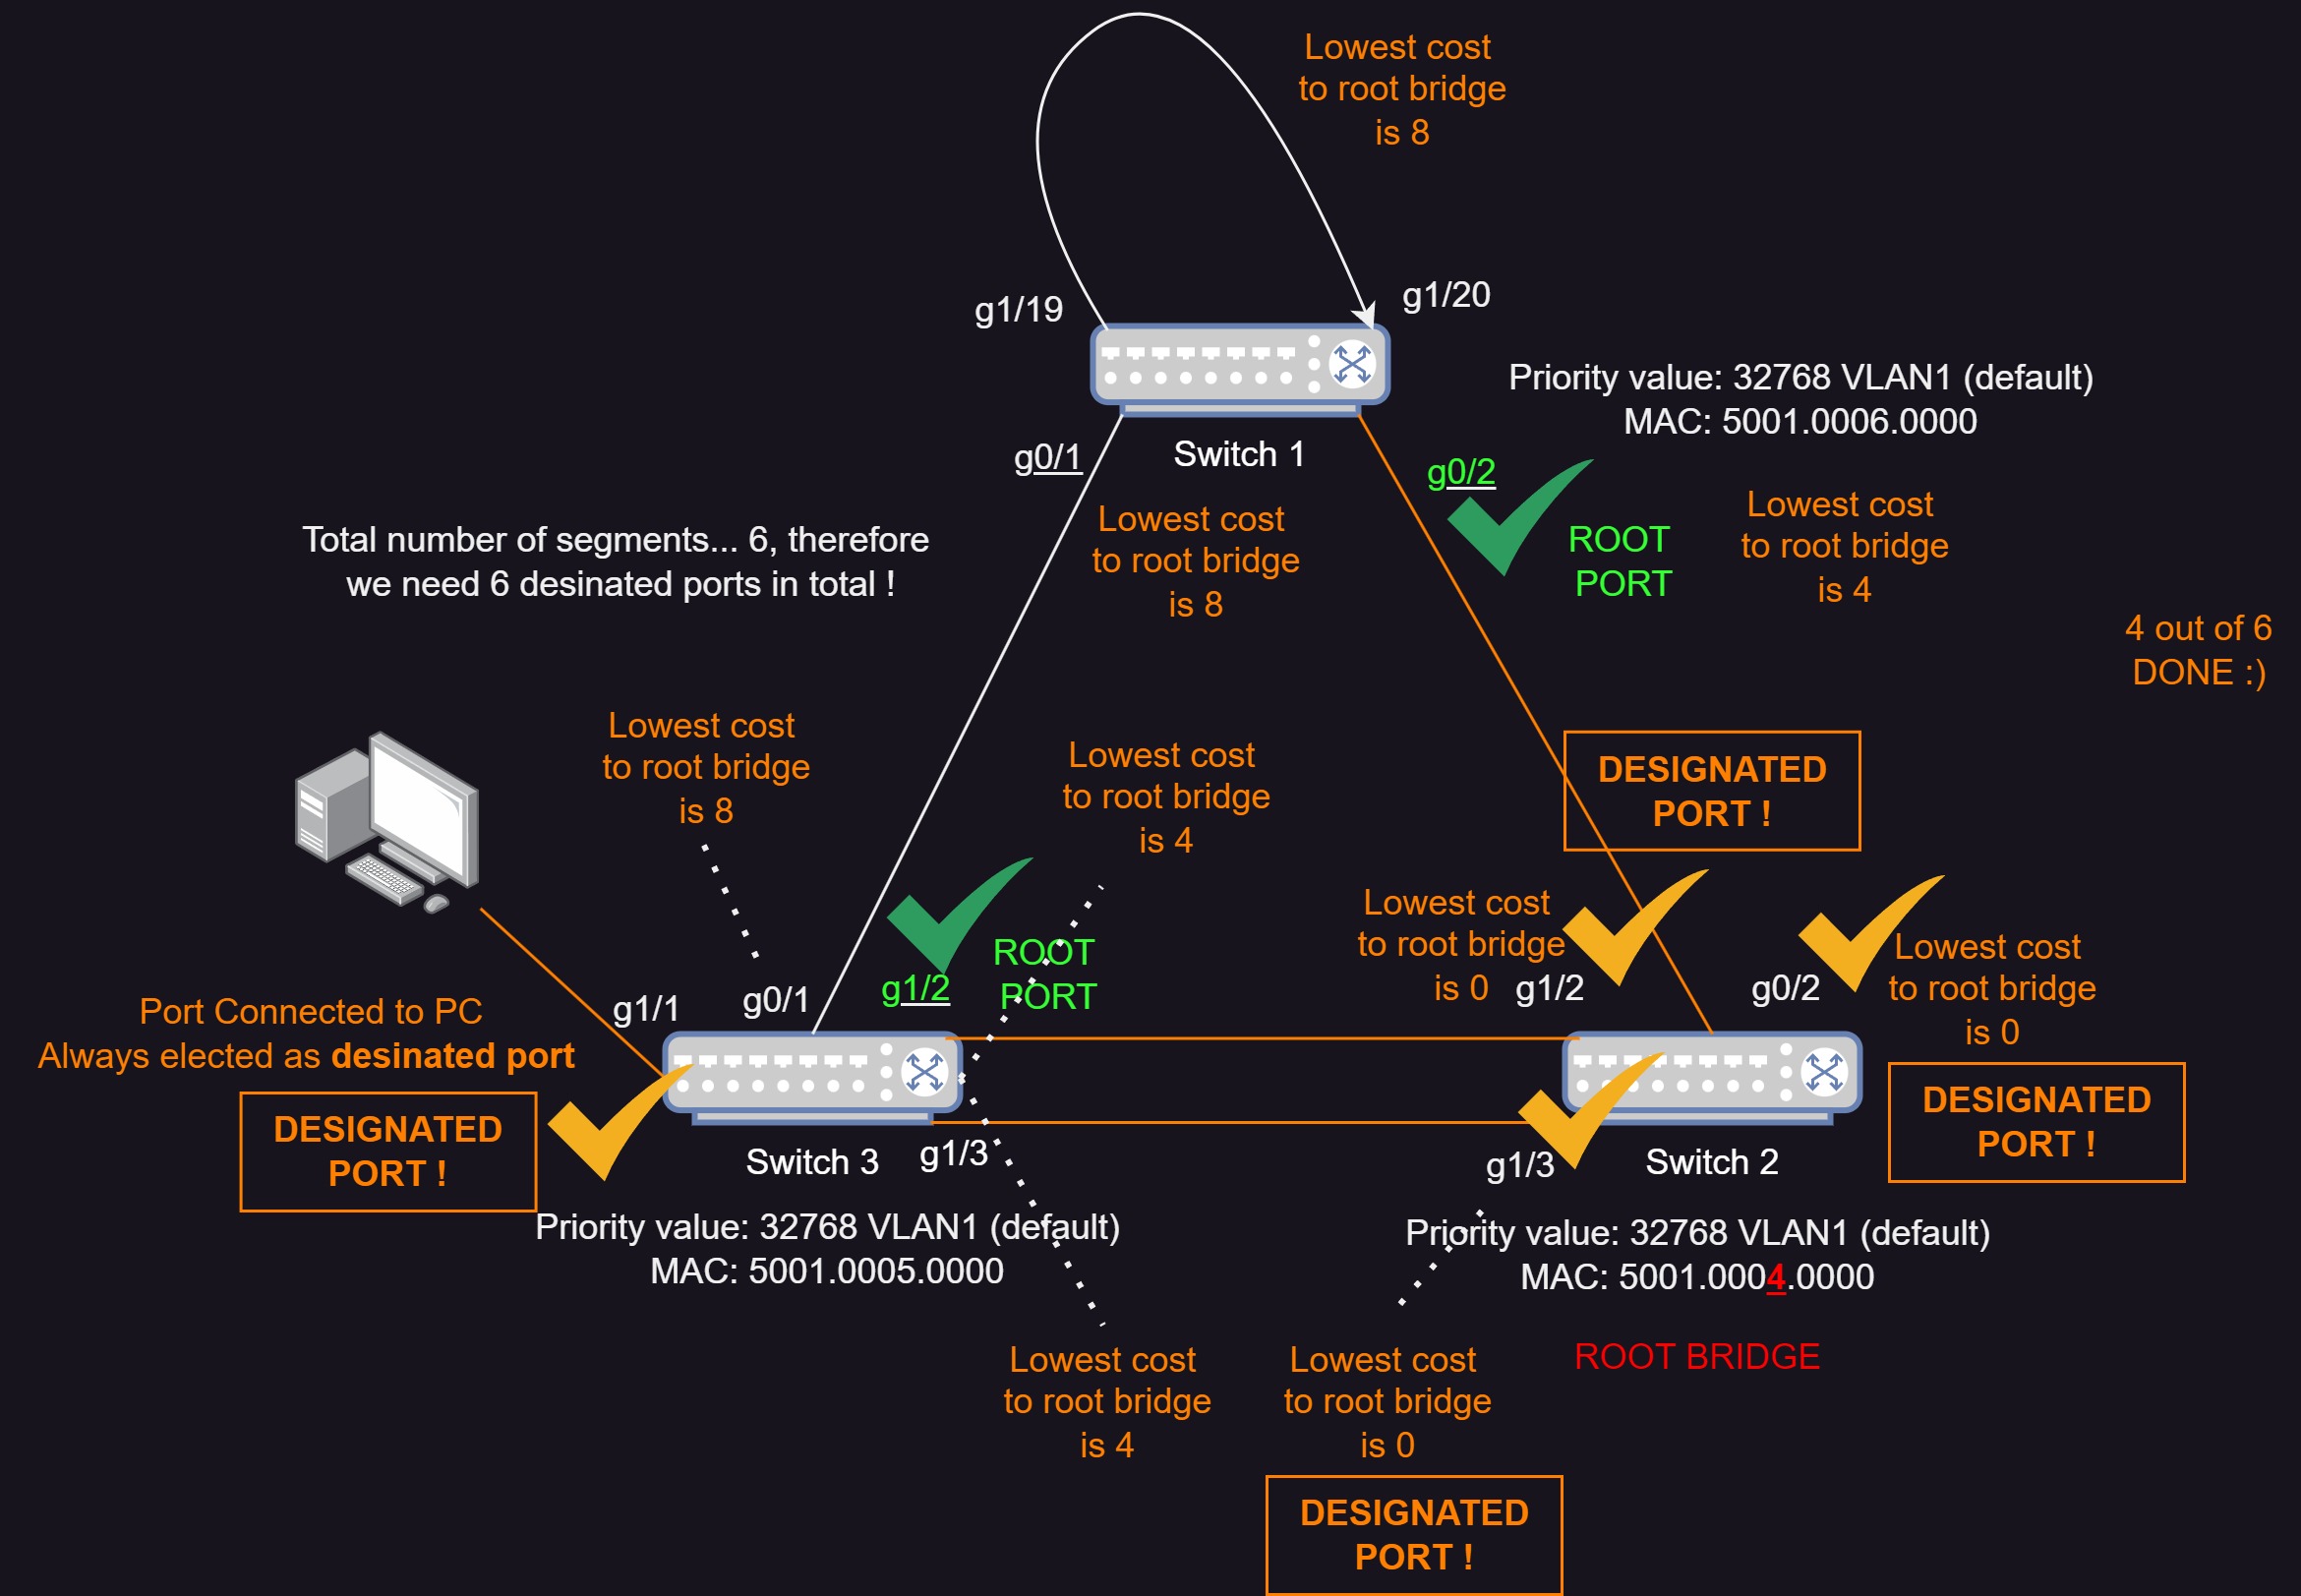 Lowest cost
to root bridge
is 8
g1/19
g1/20
Priority value: 32768 VLAN1 (default)
MAC: 5001.0006.0000
g0/1
Switch 1
g0/2
ROOT
PORT
Lowest cost
to root bridge
is 4
Lowest cost
to root bridge
is 8
Total number of segments... 6, therefore
we need 6 desinated ports in total !
4 out of 6
DONE :)
Lowest cost
to root bridge
is 8
Lowest cost
to root bridge
is 4
DESIGNATED
PORT !
Lowest cost
to root bridge
is 0
g1/2
g0/2
Lowest cost
to root bridge
is 0
ROOT
PORT
g1/2
g0/1
g1/1
Port Connected to PC
Always elected as desinated port
DESIGNATED
PORT !
DESIGNATED
PORT !
Switch 3
g1/3
g1/3
Switch 2
Priority value: 32768 VLAN1 (default)
MAC: 5001.0005.0000
Priority value: 32768 VLAN1 (default)
MAC: 5001.0004.0000
ROOT BRIDGE
Lowest cost
to root bridge
is 4
Lowest cost
to root bridge
is 0
DESIGNATED
PORT !